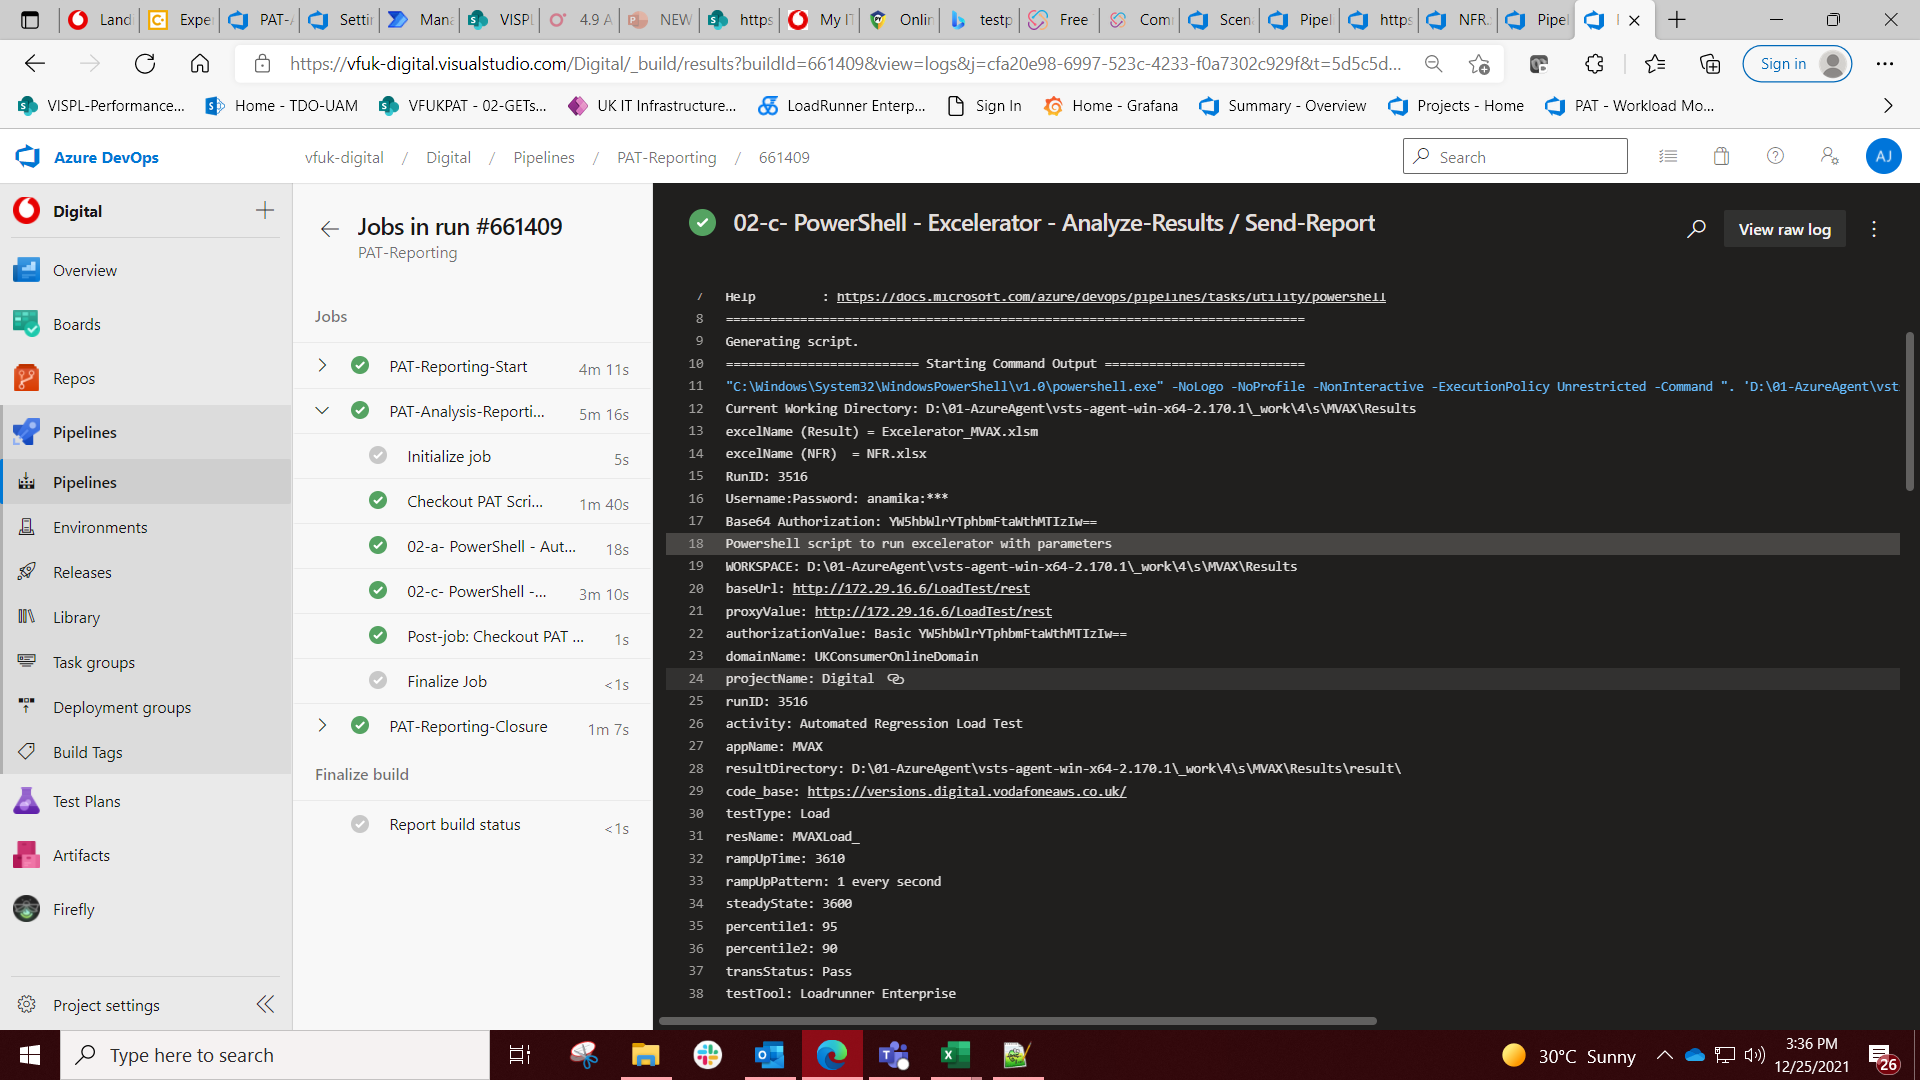 Landi
Expe
PAT-A
Settin
Mana
VISPL
4.9 A
NEW
https
My IT
Onlin
testp
Free
Com
Scena
Pipel
https
NFR.
Pipel
https://vfuk-digital.visualstudio.com/Digital/_build/results?buildId=661409&view=logs&j=cfa20e98-6997-523c-4233-f0a7302c929f&t=5d5c5d...
Sign in
VISPL-Performance...
Home - TDO-UAM
VFUKPAT - 02-GETs...
UK IT Infrastructure...
LoadRunner Enterp...
Sign In
Home - Grafana
Summary - Overview
Projects - Home
PAT - Workload Mo...
Azure DevOps
vfuk-digital / Digital / Pipelines / PAT-Reporting / 661409
Search
AJ
Digital
Overview
Boards
Repos
Pipelines
Pipelines
Environments
Releases
Library
Task groups
Deployment groups
Build Tags
Test Plans
Artifacts
Firefly
Project settings
Jobs in run #661409
PAT-Reporting
Jobs
PAT-Reporting-Start 4m 11s
PAT-Analysis-Reporti... 5m 16s
Initialize job 5s
Checkout PAT Scri... 1m 40s
02-a- PowerShell - Aut... 18s
02-c- PowerShell -... 3m 10s
Post-job: Checkout PAT ... 1s
Finalize Job <1s
PAT-Reporting-Closure 1m 7s
Finalize build
Report build status <1s
02-c- PowerShell - Excelerator - Analyze-Results / Send-Report
View raw log
7 Help : https://docs.microsoft.com/azure/devops/pipelines/tasks/utility/powershell
8 ==============================================================================
9 Generating script.
10 ========================== Starting Command Output ===========================
11 "C:\Windows\System32\WindowsPowerShell\v1.0\powershell.exe" -NoLogo -NoProfile -NonInteractive -ExecutionPolicy Unrestricted -Command ". 'D:\01-AzureAgent\vsts
12 Current Working Directory: D:\01-AzureAgent\vsts-agent-win-x64-2.170.1\_work\4\s\MVAX\Results
13 excelName (Result) = Excelerator_MVAX.xlsm
14 excelName (NFR)  = NFR.xlsx
15 RunID: 3516
16 Username:Password: anamika:***
17 Base64 Authorization: YW5hbWlrYTphbmFtaWthMTIzIw==
18 Powershell script to run excelerator with parameters
19 WORKSPACE: D:\01-AzureAgent\vsts-agent-win-x64-2.170.1\_work\4\s\MVAX\Results
20 baseUrl: http://172.29.16.6/LoadTest/rest
21 proxyValue: http://172.29.16.6/LoadTest/rest
22 authorizationValue: Basic YW5hbWlrYTphbmFtaWthMTIzIw==
23 domainName: UKConsumerOnlineDomain
24 projectName: Digital
25 runID: 3516
26 activity: Automated Regression Load Test
27 appName: MVAX
28 resultDirectory: D:\01-AzureAgent\vsts-agent-win-x64-2.170.1\_work\4\s\MVAX\Results\result\
29 code_base: https://versions.digital.vodafoneaws.co.uk/
30 testType: Load
31 resName: MVAXLoad_
32 rampUpTime: 3610
33 rampUpPattern: 1 every second
34 steadyState: 3600
35 percentile1: 95
36 percentile2: 90
37 transStatus: Pass
38 testTool: Loadrunner Enterprise
Type here to search
30°C Sunny
3:36 PM
12/25/2021
26